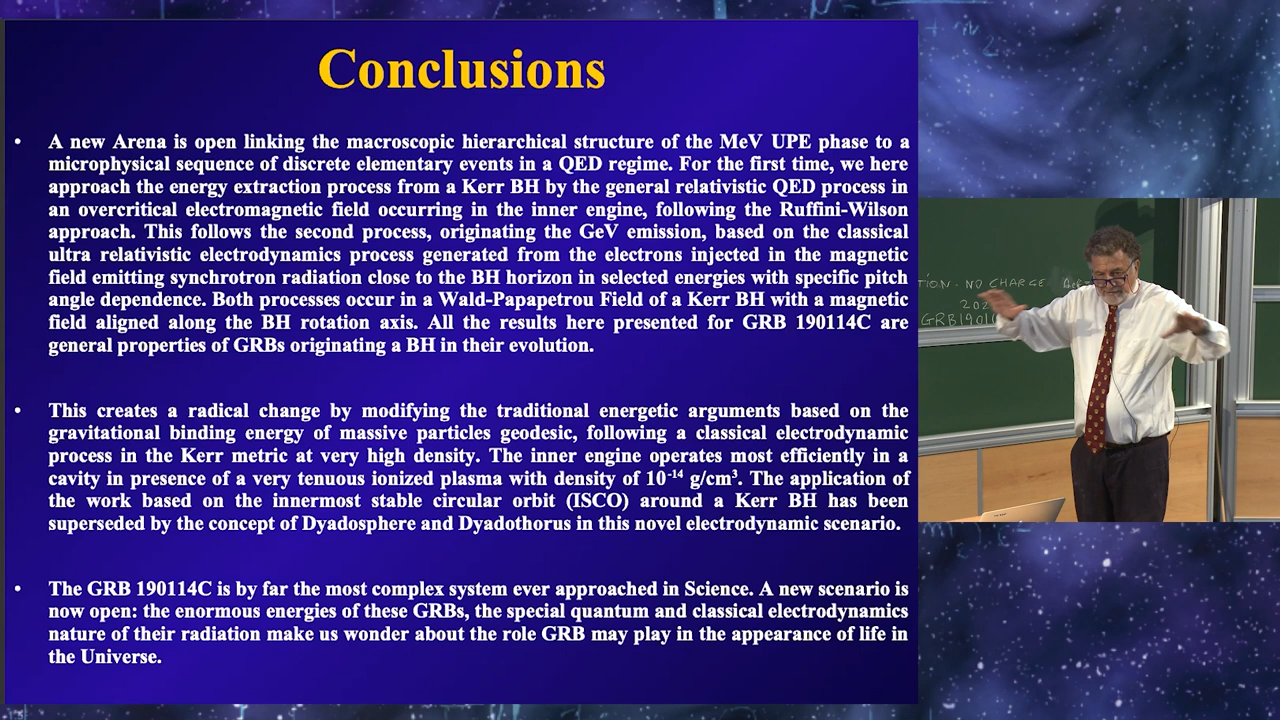 Conclusions
• A new Arena is open linking the macroscopic hierarchical structure of the MeV UPE phase to a
microphysical sequence of discrete elementary events in a QED regime. For the first time, we here
approach the energy extraction process from a Kerr BH by the general relativistic QED process in
an overcritical electromagnetic field occurring in the inner engine, following the Ruffini-Wilson
approach. This follows the second process, originating the GeV emission, based on the classical
ultra relativistic electrodynamics process generated from the electrons injected in the magnetic
field emitting synchrotron radiation close to the BH horizon in selected energies with specific pitch
angle dependence. Both processes occur in a Wald-Papapetrou Field of a Kerr BH with a magnetic
field aligned along the BH rotation axis. All the results here presented for GRB 190114C are
general properties of GRBs originating a BH in their evolution.
• This creates a radical change by modifying the traditional energetic arguments based on the
gravitational binding energy of massive particles geodesic, following a classical electrodynamic
process in the Kerr metric at very high density. The inner engine operates most efficiently in a
cavity in presence of a very tenuous ionized plasma with density of 10⁻¹⁴ g/cm³. The application of
the work based on the innermost stable circular orbit (ISCO) around a Kerr BH has been
superseded by the concept of Dyadosphere and Dyadothorus in this novel electrodynamic scenario.
• The GRB 190114C is by far the most complex system ever approached in Science. A new scenario is
now open: the enormous energies of these GRBs, the special quantum and classical electrodynamics
nature of their radiation make us wonder about the role GRB may play in the appearance of life in
the Universe.
TION - NO CHARGE
202
GRB1901